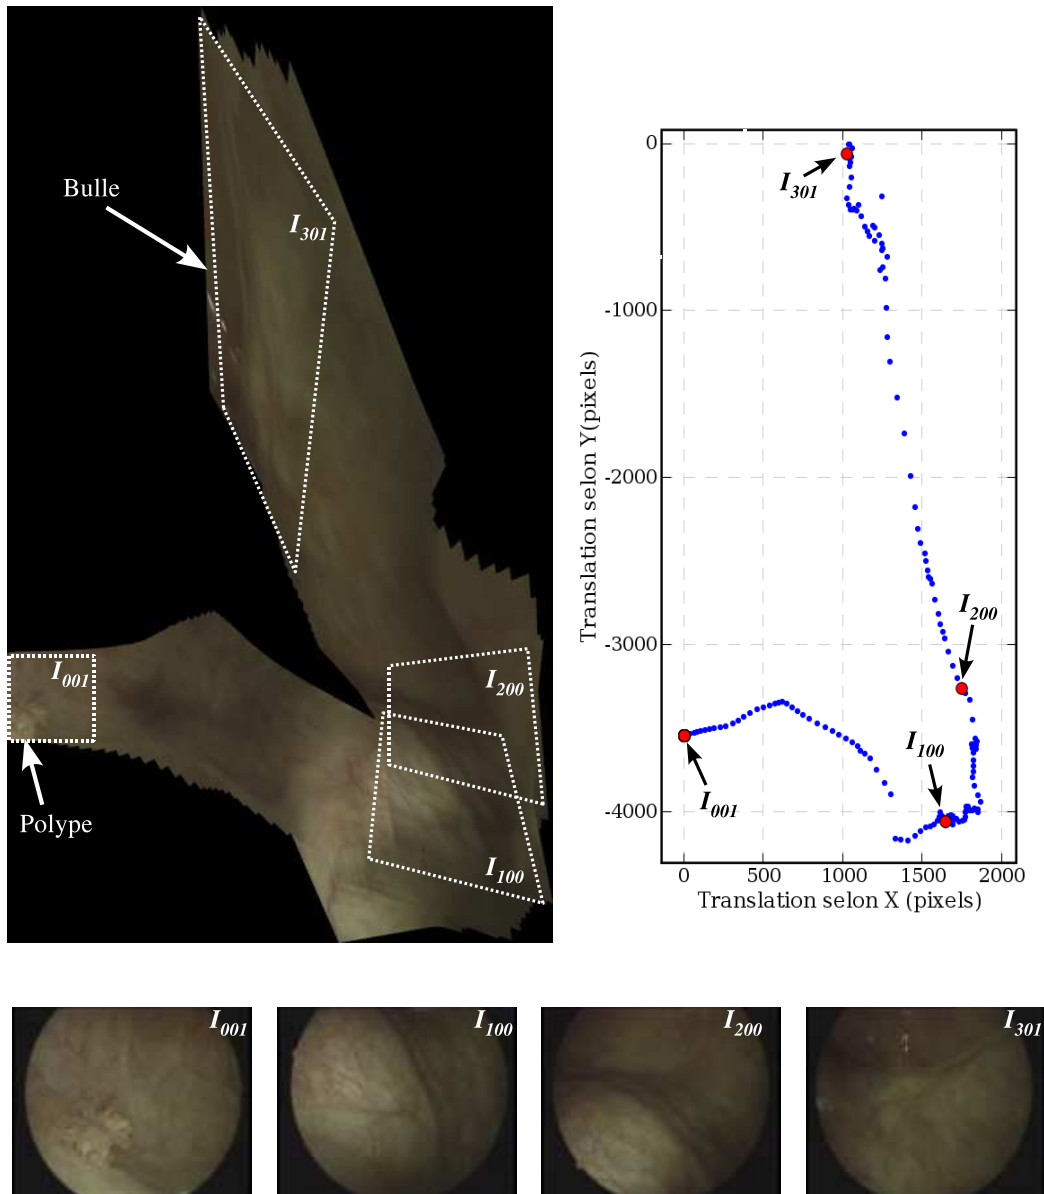 Bulle
I301
I001
I200
Polype
I100
0
-1000
-2000
-3000
-4000
Translation selon Y(pixels)
I301
I200
I100
I001
0 500 1000 1500 2000
Translation selon X (pixels)
I001 I100 I200 I301